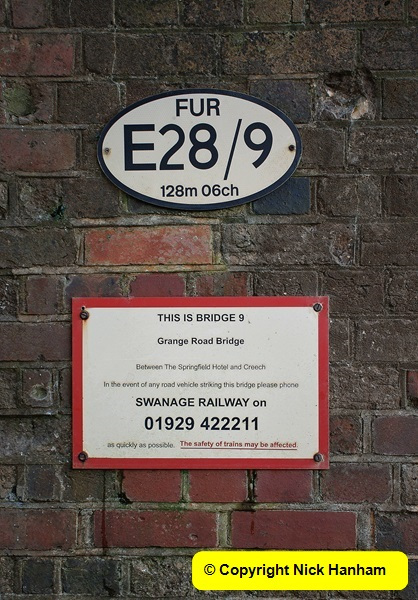 FUR
E28/9
128m 06ch
THIS IS BRIDGE 9
Grange Road Bridge
Between The Springfield Hotel and Creech
In the event of any road vehicle striking this bridge please phone
SWANAGE RAILWAY on
01929 422211
as quickly as possible. The safety of trains may be affected.
© Copyright Nick Hanham